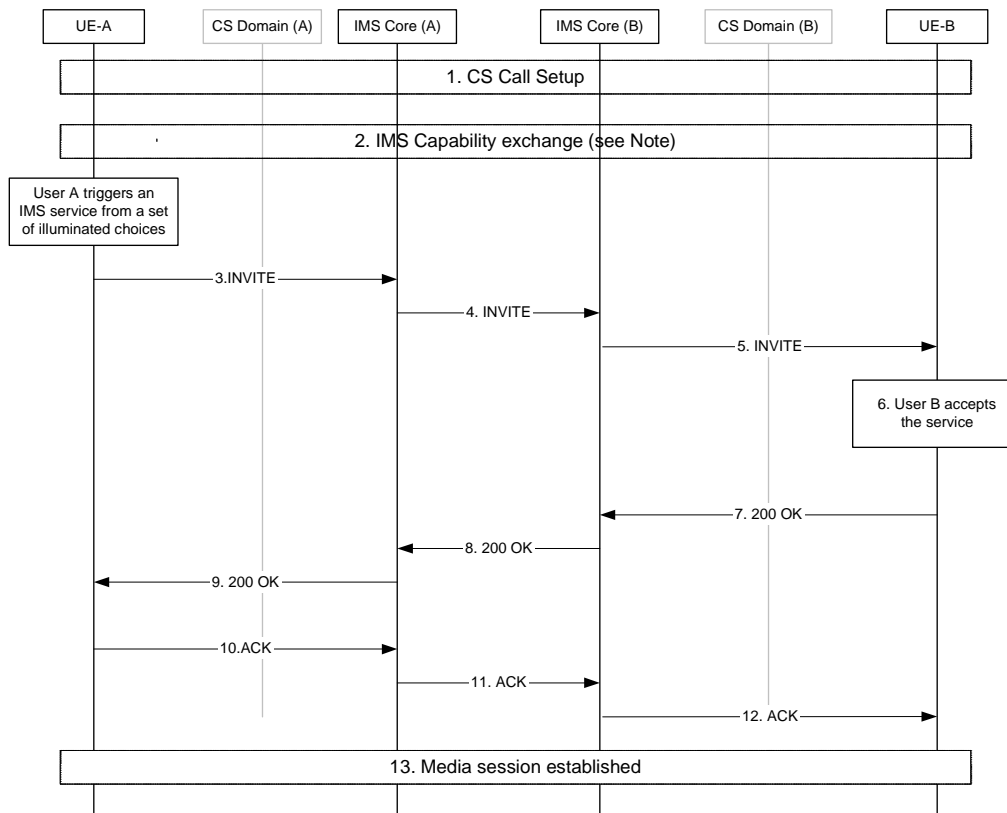 UE-A
CS Domain (A)
IMS Core (A)
IMS Core (B)
CS Domain (B)
UE-B
1. CS Call Setup
2. IMS Capability exchange (see Note)
User A triggers an
IMS service from a set
of illuminated choices
3.INVITE
4. INVITE
5. INVITE
6. User B accepts
the service
7. 200 OK
8. 200 OK
9. 200 OK
10.ACK
11. ACK
12. ACK
13. Media session established